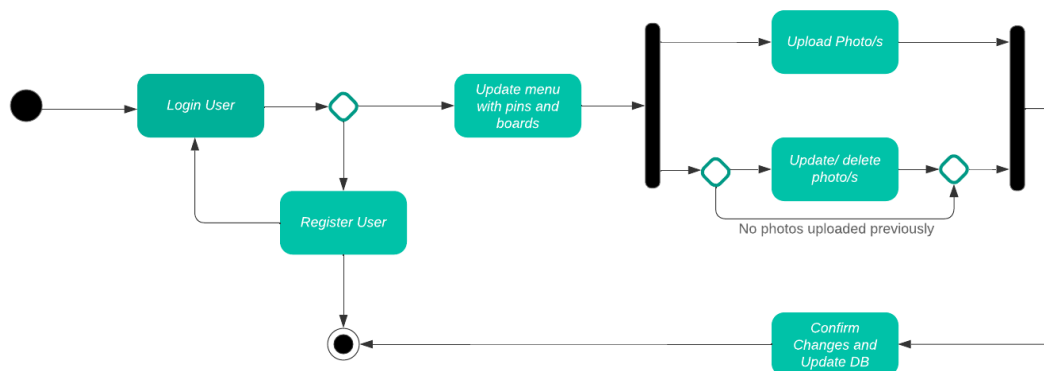 Upload Photo/s
Login User
Update menu
with pins and
boards
Update/ delete
photo/s
Register User
No photos uploaded previously
Confirm
Changes and
Update DB